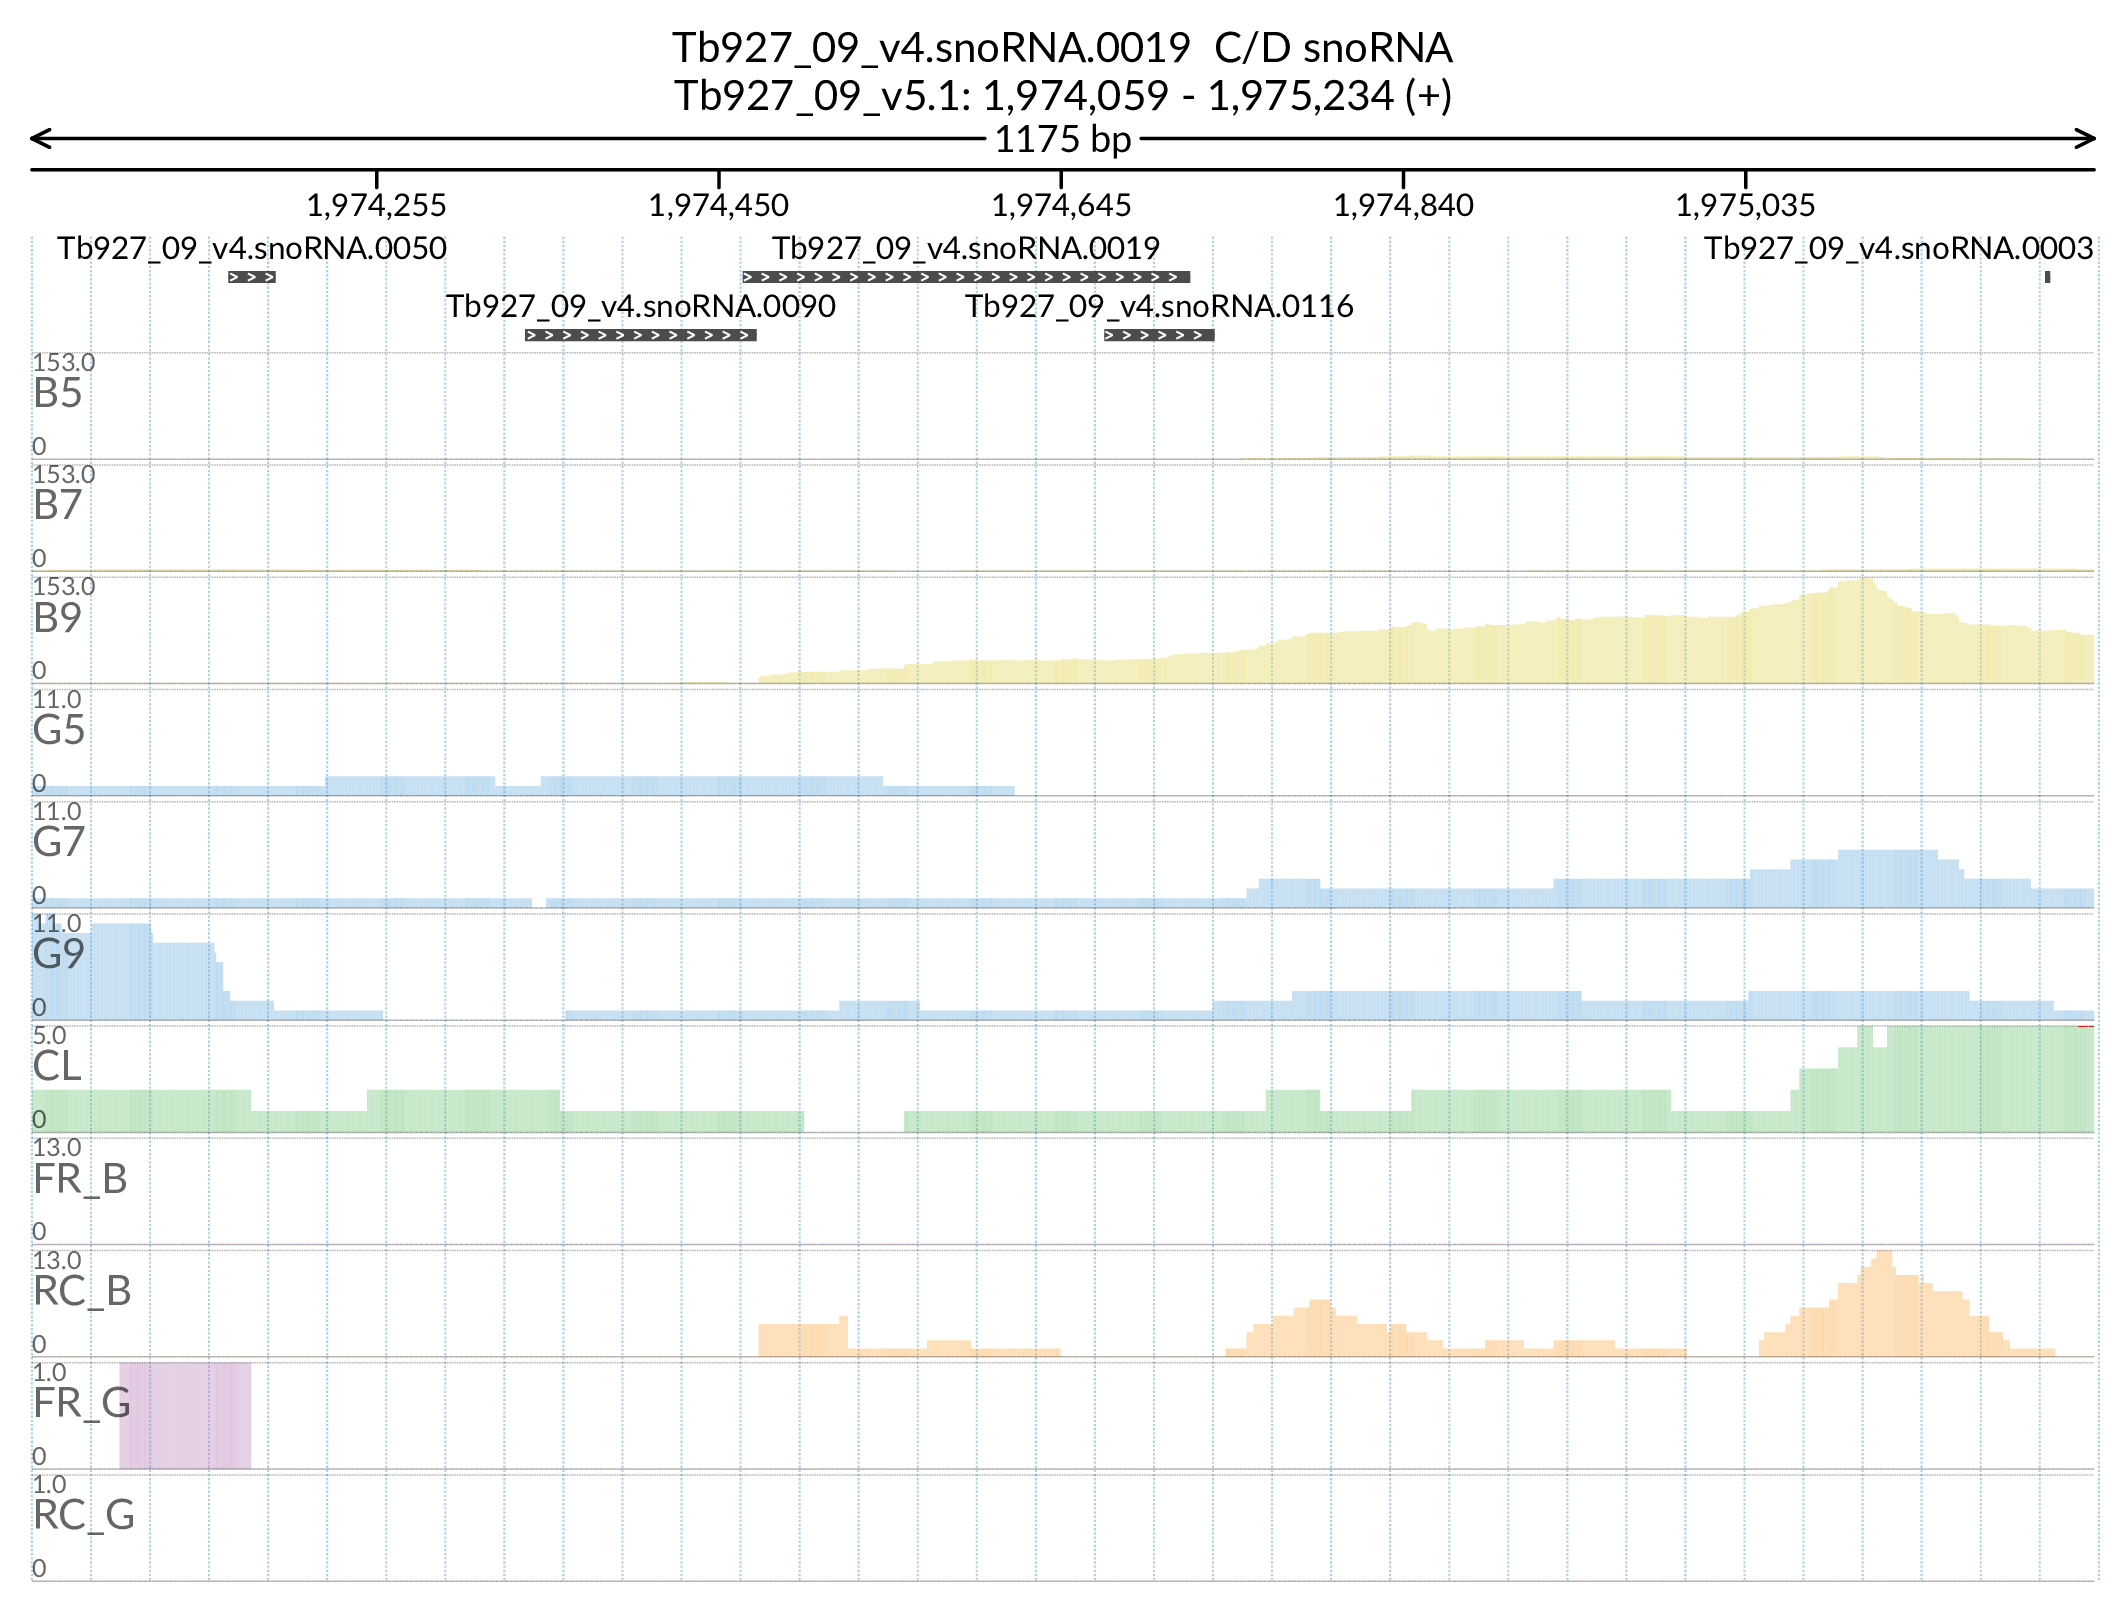 Tb927_09_v4.snoRNA.0019  C/D snoRNA
Tb927_09_v5.1: 1,974,059 - 1,975,234 (+)
1175 bp
1,974,255 1,974,450 1,974,645 1,974,840 1,975,035
Tb927_09_v4.snoRNA.0050 Tb927_09_v4.snoRNA.0019 Tb927_09_v4.snoRNA.0003
Tb927_09_v4.snoRNA.0090 Tb927_09_v4.snoRNA.0116
153.0
B5
0
153.0
B7
0
153.0
B9
0
11.0
G5
0
11.0
G7
0
11.0
G9
0
5.0
CL
0
13.0
FR_B
0
13.0
RC_B
0
1.0
FR_G
0
1.0
RC_G
0